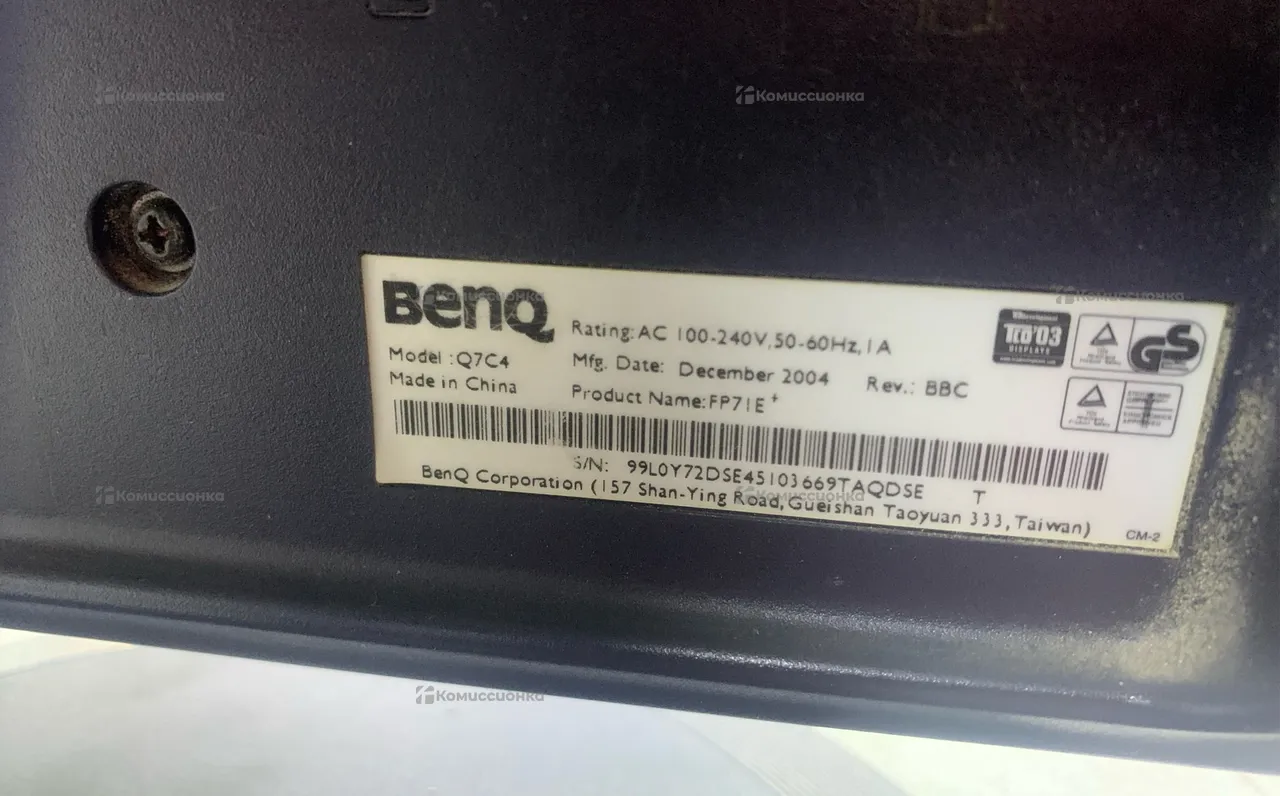 BenQ
Rating: AC 100-240V, 50-60Hz, 1A
Model :Q7C4
Mfg. Date: December 2004 Rev.: BBC
Made in China
Product Name:FP71E+
S/N: 99L0Y72DSE45103669TAQDSE T
BenQ Corporation (157 Shan-Ying Road, Gueishan Taoyuan 333, Taiwan)
CM-2
TCO'03
DISPLAYS
GS
Комиссионка
Комиссионка
Комиссионка
Комиссионка
Комиссионка
Комиссионка
Комиссионка